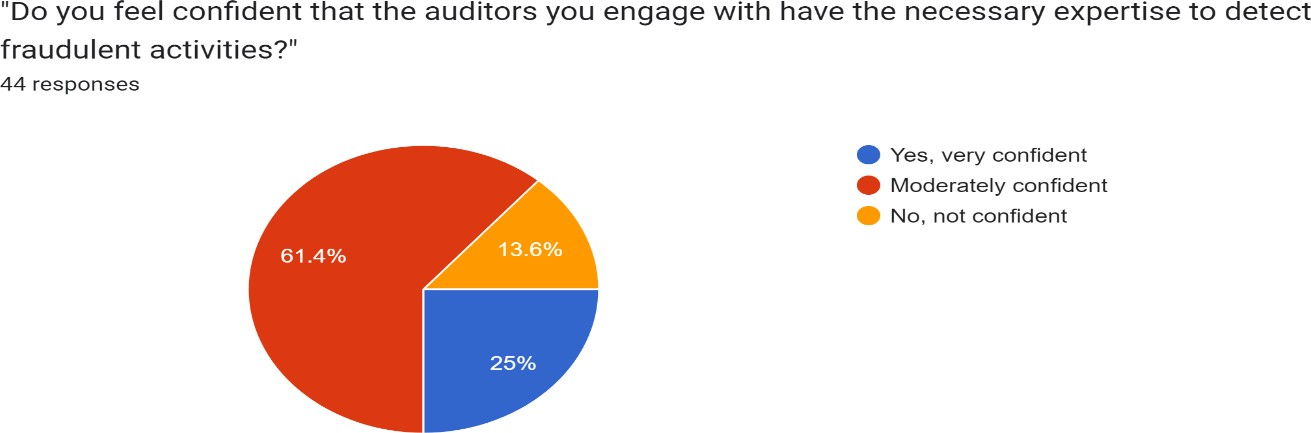 "Do you feel confident that the auditors you engage with have the necessary expertise to detect
fraudulent activities?"
44 responses
Yes, very confident
Moderately confident
No, not confident
61.4%
13.6%
25%